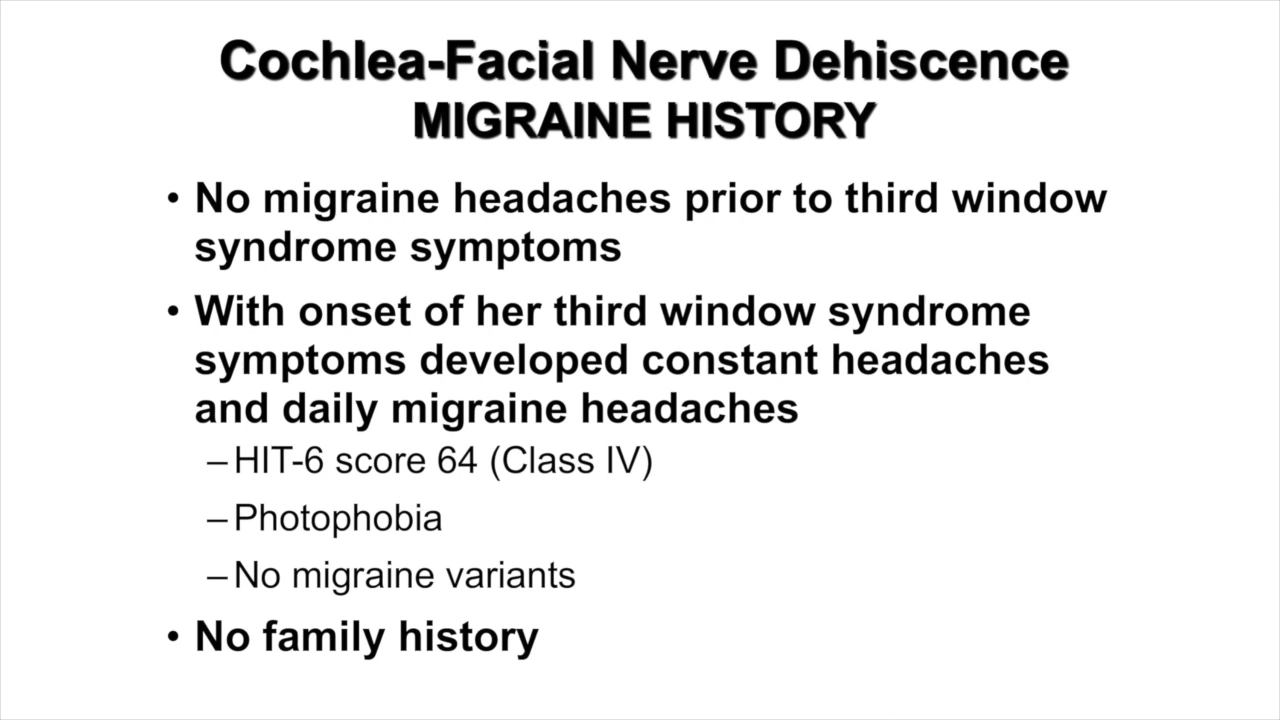 Cochlea-Facial Nerve Dehiscence
MIGRAINE HISTORY
• No migraine headaches prior to third window
syndrome symptoms
• With onset of her third window syndrome
symptoms developed constant headaches
and daily migraine headaches
– HIT-6 score 64 (Class IV)
– Photophobia
– No migraine variants
• No family history